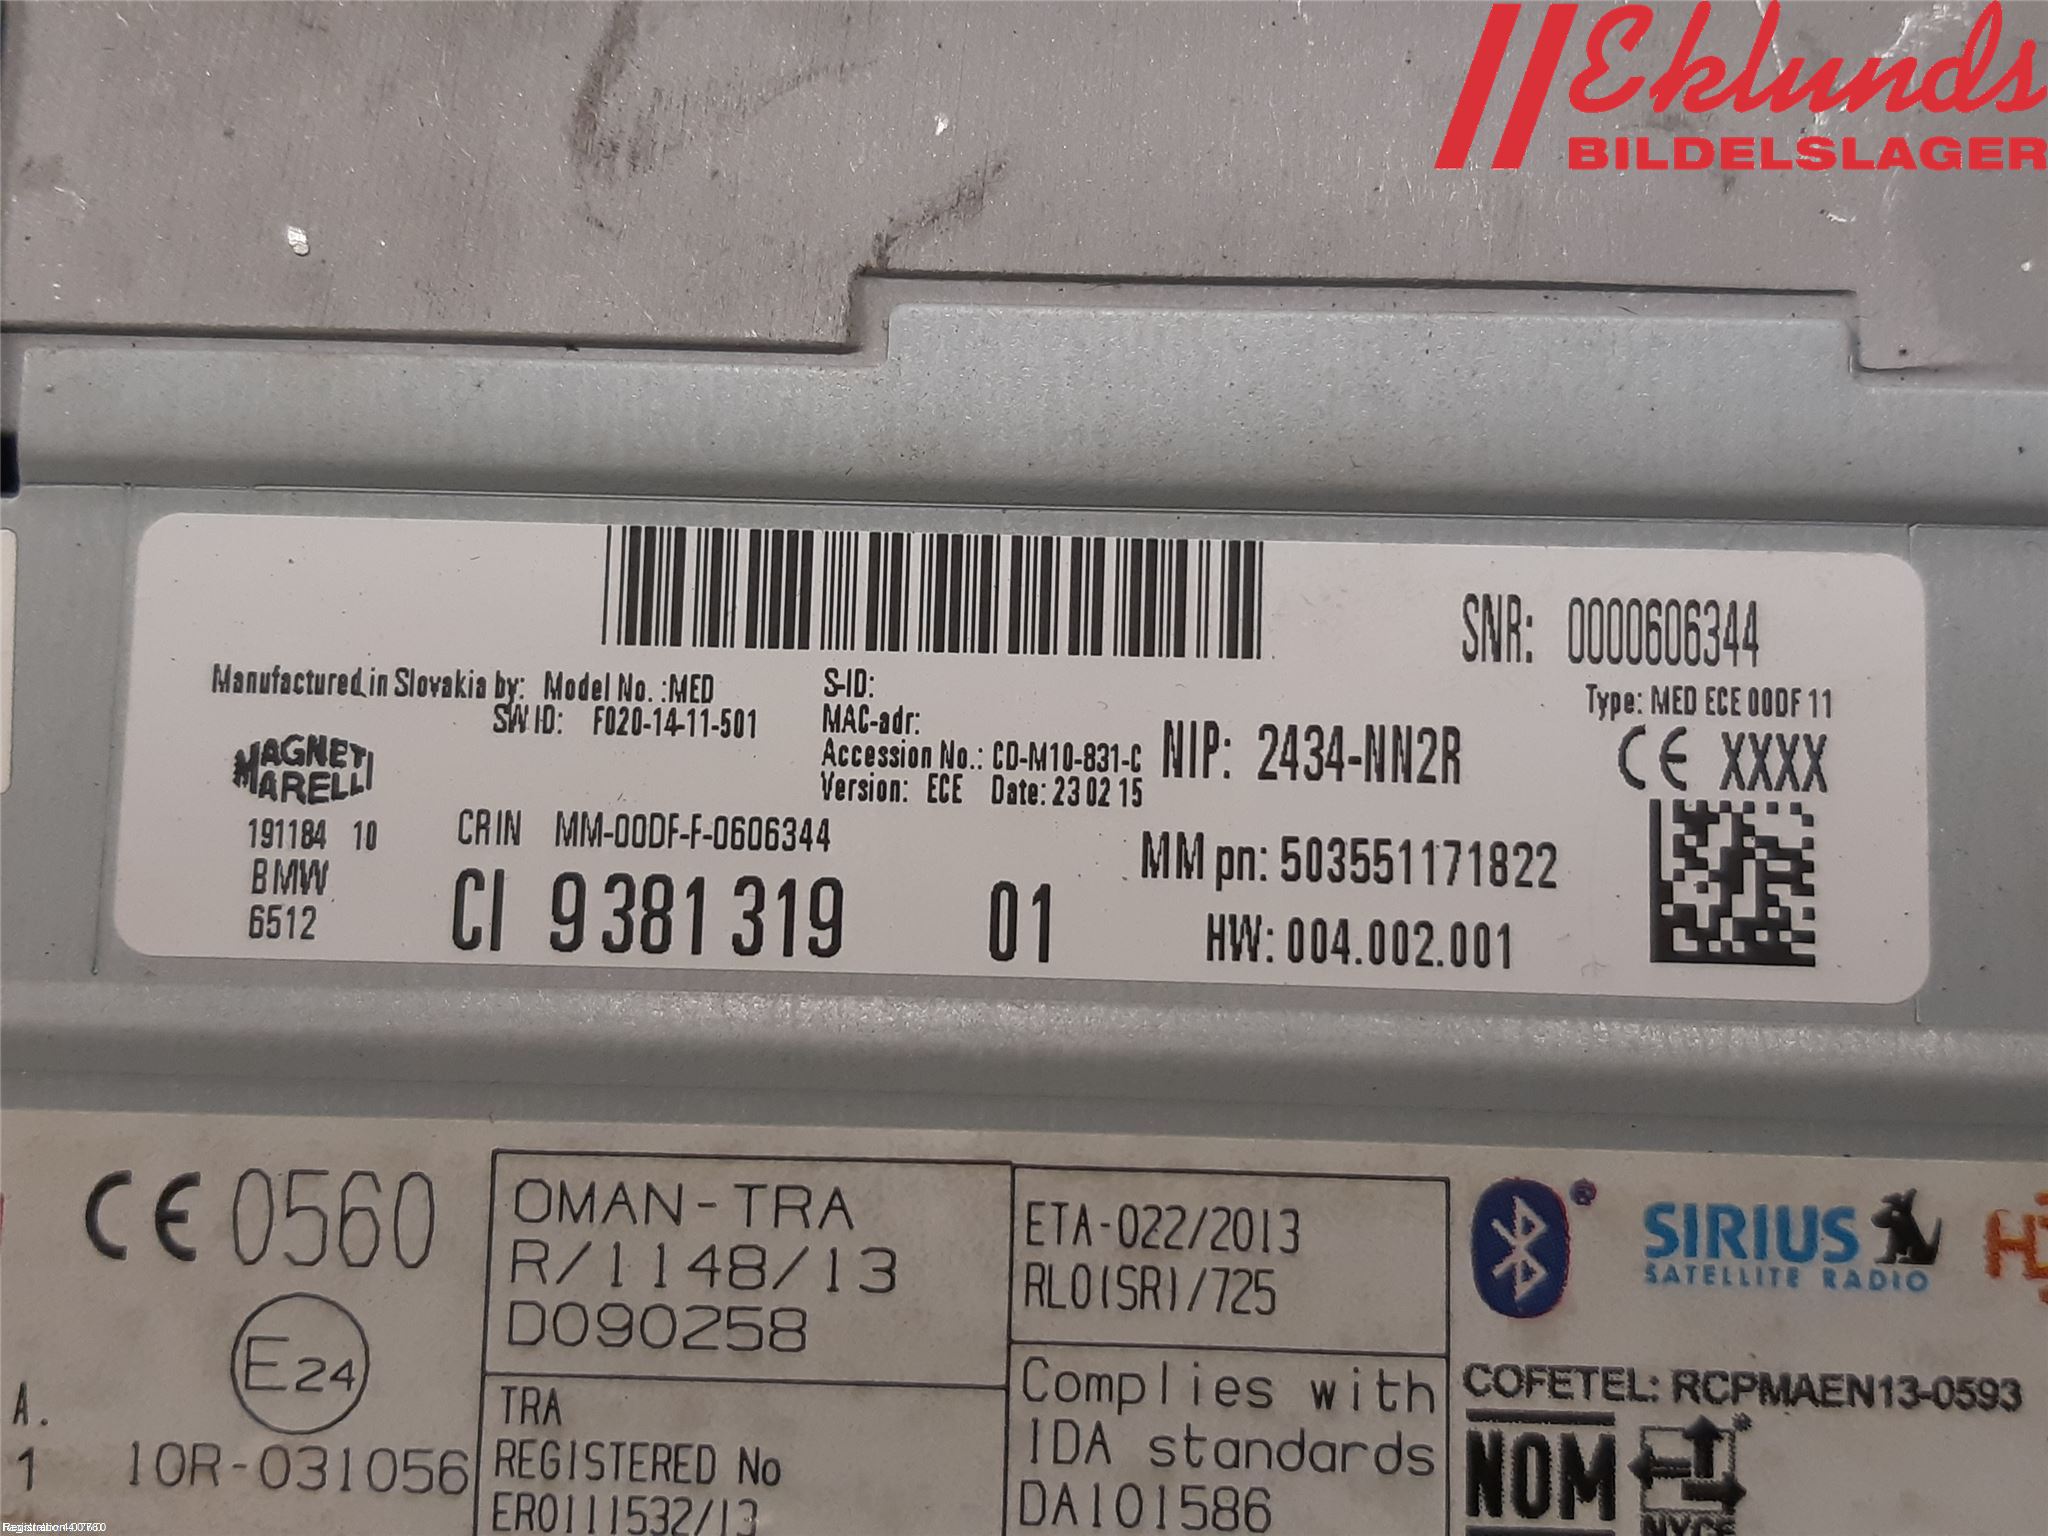 Eklunds
BILDELSLAGER
SNR: 0000606344
Manufactured in Slovakia by: Model No. :MED
S-ID:
Type: MED ECE 00DF 11
SW ID: F020-14-11-501
MAC-adr:
MAGNETI
MARELLI
Accession No.: CD-M10-831-C
NIP: 2434-NN2R
CE XXXX
Version: ECE Date: 23 02 15
191184 10
CRIN MM-00DF-F-0606344
MM pn: 503551171822
BMW
6512
CI 9 381 319 01
HW: 004.002.001
CE 0560
OMAN-TRA
R/1148/13
D090258
ETA-022/2013
RLO(SR)/725
SIRIUS
SATELLITE RADIO
E24
A.
1
10R-031056
TRA
REGISTERED No
ER0111532/13
Complies with
IDA standards
DA101586
COFETEL: RCPMAEN13-0593
NOM
NYCE